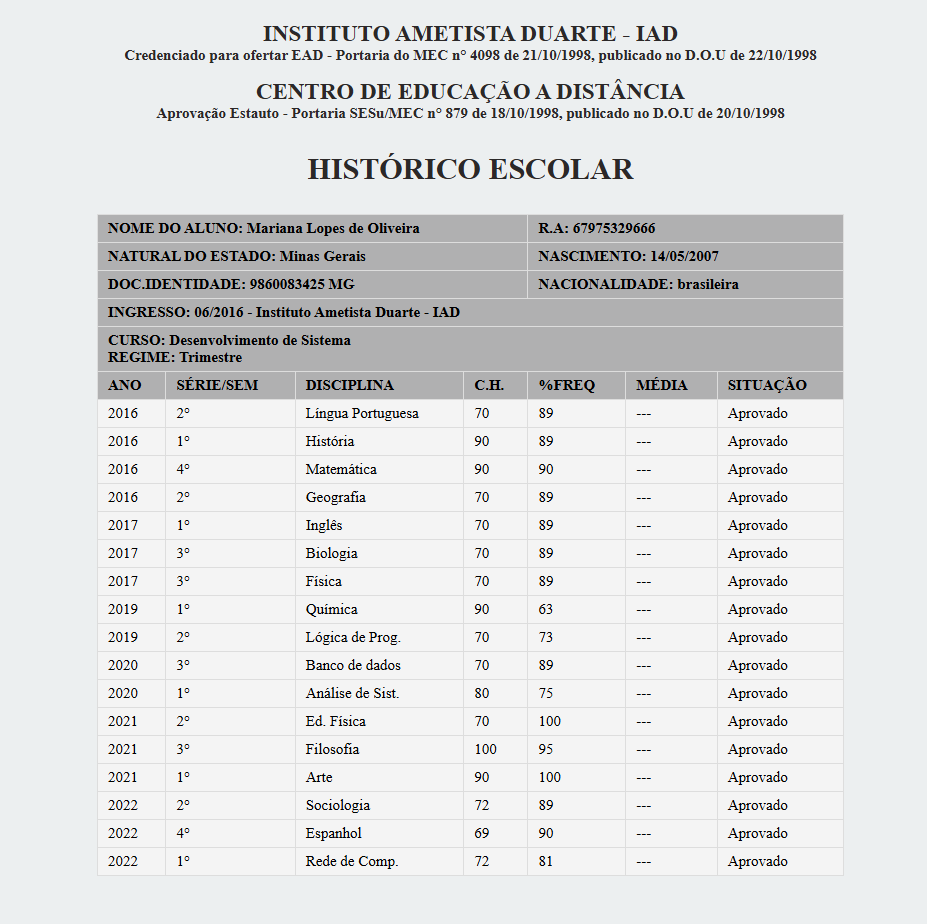 INSTITUTO AMETISTA DUARTE - IAD
Credenciado para ofertar EAD - Portaria do MEC n° 4098 de 21/10/1998, publicado no D.O.U de 22/10/1998
CENTRO DE EDUCAÇÃO A DISTÂNCIA
Aprovação Estauto - Portaria SESu/MEC n° 879 de 18/10/1998, publicado no D.O.U de 20/10/1998
HISTÓRICO ESCOLAR
NOME DO ALUNO: Mariana Lopes de Oliveira R.A: 67975329666
NATURAL DO ESTADO: Minas Gerais NASCIMENTO: 14/05/2007
DOC.IDENTIDADE: 9860083425 MG NACIONALIDADE: brasileira
INGRESSO: 06/2016 - Instituto Ametista Duarte - IAD
CURSO: Desenvolvimento de Sistema
REGIME: Trimestre
ANO SÉRIE/SEM DISCIPLINA C.H. %FREQ MÉDIA SITUAÇÃO
2016 2° Língua Portuguesa 70 89 --- Aprovado
2016 1° História 90 89 --- Aprovado
2016 4° Matemática 90 90 --- Aprovado
2016 2° Geografia 70 89 --- Aprovado
2017 1° Inglês 70 89 --- Aprovado
2017 3° Biologia 70 89 --- Aprovado
2017 3° Física 70 89 --- Aprovado
2019 1° Química 90 63 --- Aprovado
2019 2° Lógica de Prog. 70 73 --- Aprovado
2020 3° Banco de dados 70 89 --- Aprovado
2020 1° Análise de Sist. 80 75 --- Aprovado
2021 2° Ed. Física 70 100 --- Aprovado
2021 3° Filosofia 100 95 --- Aprovado
2021 1° Arte 90 100 --- Aprovado
2022 2° Sociologia 72 89 --- Aprovado
2022 4° Espanhol 69 90 --- Aprovado
2022 1° Rede de Comp. 72 81 --- Aprovado